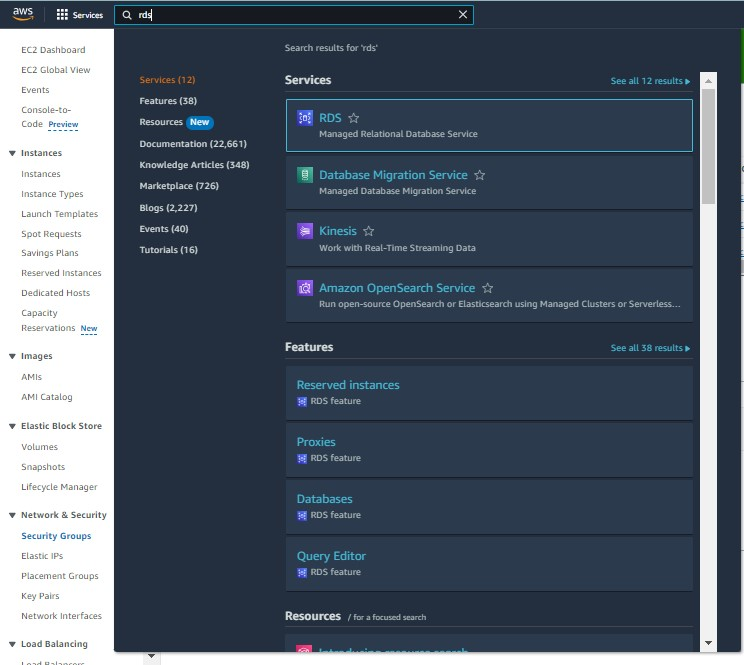 aws
Services
rds
EC2 Dashboard
EC2 Global View
Events
Console-to-
Code Preview
Instances
Instances
Instance Types
Launch Templates
Spot Requests
Savings Plans
Reserved Instances
Dedicated Hosts
Capacity
Reservations New
Images
AMIs
AMI Catalog
Elastic Block Store
Volumes
Snapshots
Lifecycle Manager
Network & Security
Security Groups
Elastic IPs
Placement Groups
Key Pairs
Network Interfaces
Load Balancing
Load Balancers
Search results for 'rds'
Services (12)
Features (38)
Resources New
Documentation (22,661)
Knowledge Articles (348)
Marketplace (726)
Blogs (2,227)
Events (40)
Tutorials (16)
Services
See all 12 results
RDS
Managed Relational Database Service
Database Migration Service
Managed Database Migration Service
Kinesis
Work with Real-Time Streaming Data
Amazon OpenSearch Service
Run open-source OpenSearch or Elasticsearch using Managed Clusters or Serverless...
Features
See all 38 results
Reserved instances
RDS feature
Proxies
RDS feature
Databases
RDS feature
Query Editor
RDS feature
Resources / for a focused search
Introducing resource search